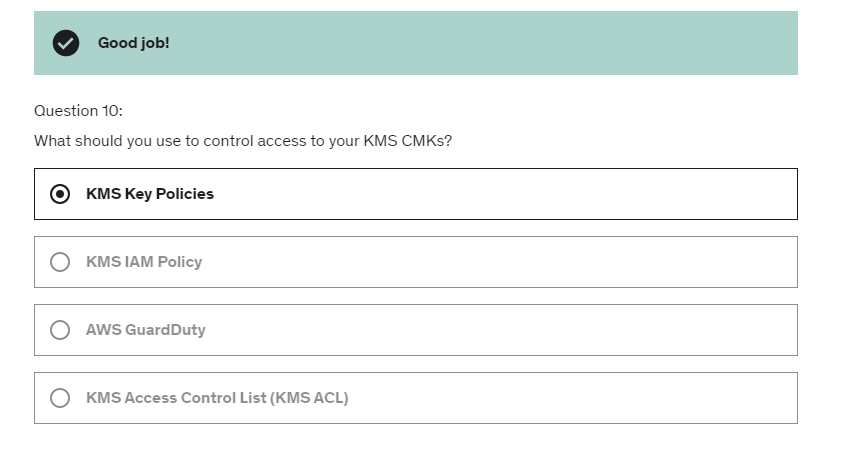 Good job!
Question 10:
What should you use to control access to your KMS CMKs?
KMS Key Policies
KMS IAM Policy
AWS GuardDuty
KMS Access Control List (KMS ACL)